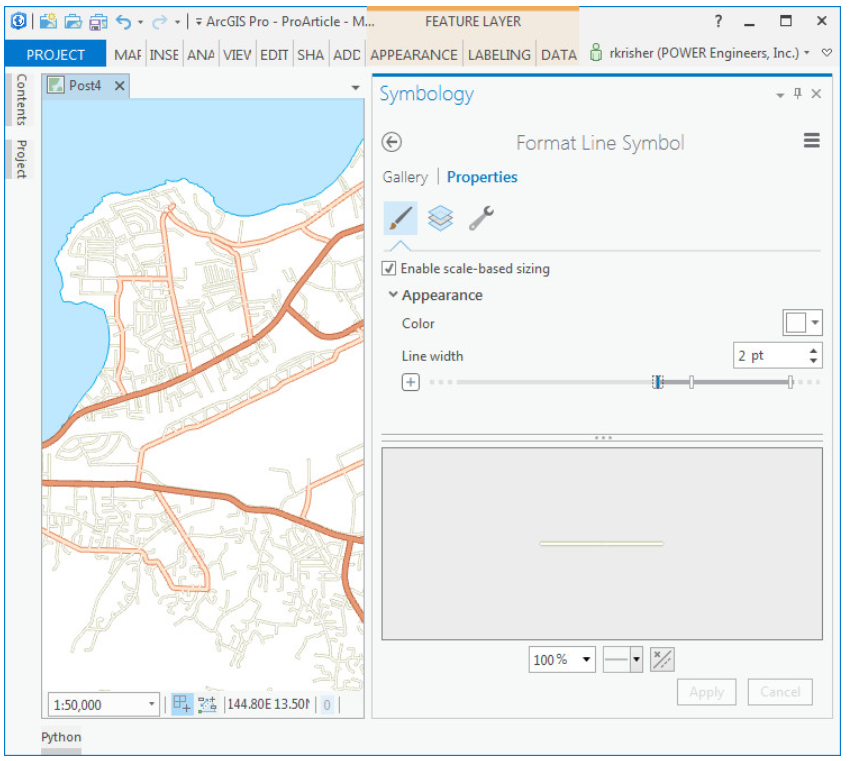 ArcGIS Pro - ProArticle - M... FEATURE LAYER ?
PROJECT MAP INSE ANA VIEV EDIT SHA ADD APPEARANCE LABELING DATA rkrisher (POWER Engineers, Inc.)
Contents
Project
Post4
Symbology
Format Line Symbol
Gallery | Properties
Enable scale-based sizing
Appearance
Color
Line width 2 pt
100%
Apply Cancel
1:50,000 144.80E 13.50N 0
Python